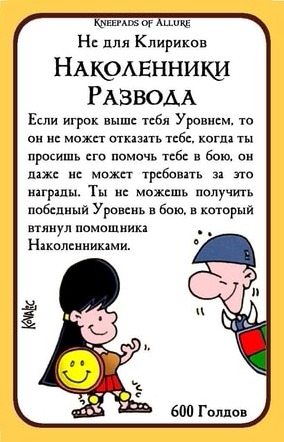 Kneepads of Allure
Не для Клириков
Наколенники
Развода
Если игрок выше тебя Уровнем, то
он не может отказать тебе, когда ты
просишь его помочь тебе в бою, он
даже не может требовать за это
награды. Ты не можешь получить
победный Уровень в бою, в который
втянул помощника
Наколенниками.
Kovalic
600 Голдов